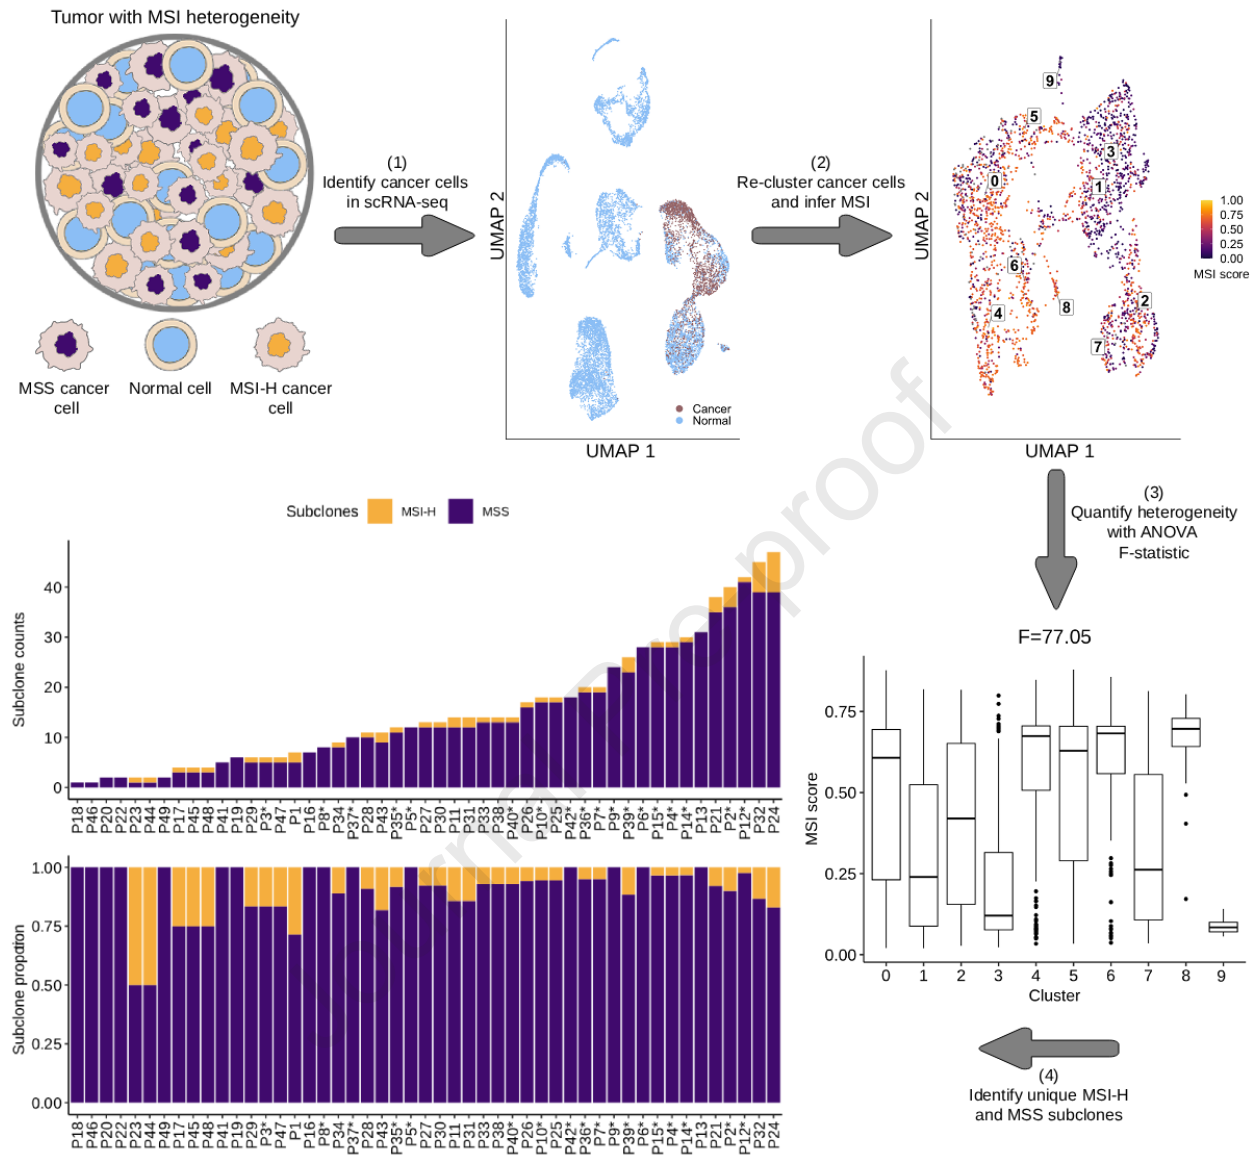 Tumor with MSI heterogeneity
MSS cancer
cell
Normal cell
MSI-H cancer
cell
(1)
Identify cancer cells
in scRNA-seq
UMAP 2
UMAP 1
Cancer
Normal
(2)
Re-cluster cancer cells
and infer MSI
UMAP 2
UMAP 1
9
5
3
0
1
6
4
8
2
7
1.00
0.75
0.50
0.25
0.00
MSI score
(3)
Quantify heterogeneity
with ANOVA
F-statistic
F=77.05
MSI score
0.75
0.50
0.25
0.00
0 1 2 3 4 5 6 7 8 9
Cluster
(4)
Identify unique MSI-H
and MSS subclones
Subclones MSI-H MSS
Subclone counts
40
30
20
10
0
P18 P46 P20 P22 P23 P44 P49 P17 P45 P48 P41 P19 P29 P3* P47 P1 P16 P8* P34 P37* P28 P43 P35* P5* P27 P30 P11 P31 P33 P38 P40* P26 P10* P25 P42* P36* P7* P9* P39* P6* P15* P4* P14* P13 P21 P2* P12* P32 P24
Subclone propdtion
1.00
0.75
0.50
0.25
0.00
P18 P46 P20 P22 P23 P44 P49 P17 P45 P48 P41 P19 P29 P3* P47 P1 P16 P8* P34 P37* P28 P43 P35* P5* P27 P30 P11 P31 P33 P38 P40* P26 P10* P25 P42* P36* P7* P9* P39* P6* P15* P4* P14* P13 P21 P2* P12* P32 P24